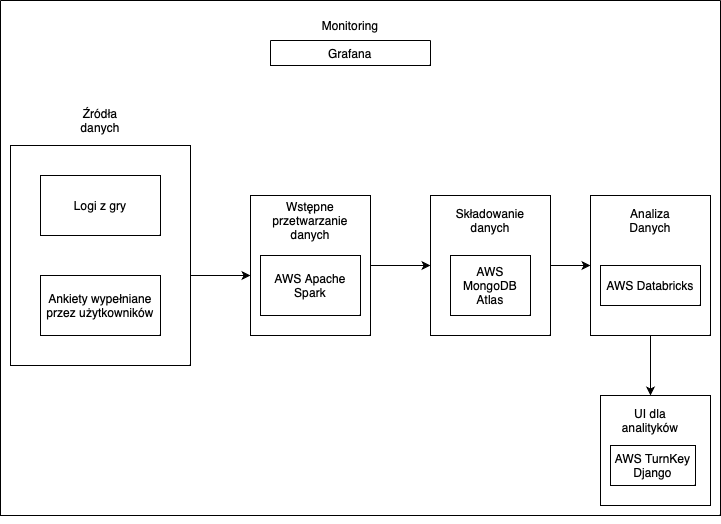 Monitoring
Grafana
Źródła
danych
Logi z gry
Ankiety wypełniane
przez użytkowników
Wstępne
przetwarzanie
danych
AWS Apache
Spark
Składowanie
danych
AWS
MongoDB
Atlas
Analiza
Danych
AWS Databricks
UI dla
analityków
AWS TurnKey
Django